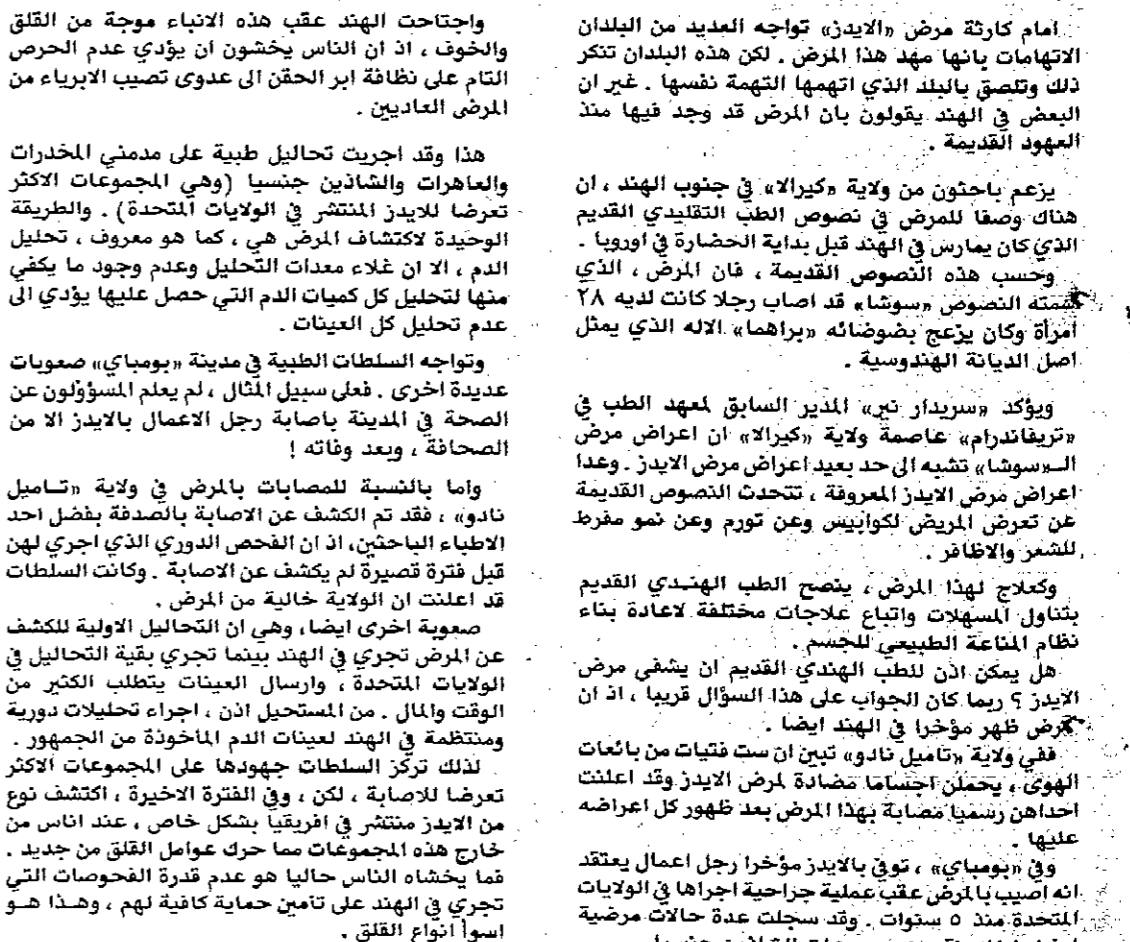 امام كارثة مرض «الايدز» تواجه العديد من البلدان
الاتهامات بانها مهد هذا المرض . لكن هذه البلدان تنكر
ذلك وتلصق بالبلد الذي اتهمها التهمة نفسها . غير ان
البعض في الهند يقولون بان المرض قد وجد فيها منذ
العهود القديمة .
يزعم باحثون من ولاية «كيرالا» في جنوب الهند ، ان
هناك وصفا للمرض في نصوص الطب التقليدي القديم
الذي كان يمارس في الهند قبل بداية الحضارة في اوروبا .
وحسب هذه النصوص القديمة ، فان المرض ، الذي
سمته النصوص «سوشا» قد اصاب رجلا كانت لديه ٢٨
امرأة وكان يزعج بضوضائه «براهما» الاله الذي يمثل
اصل الديانة الهندوسية .
ويؤكد «سريدار نير» المدير السابق لمعهد الطب في
«تريفاندرام» عاصمة ولاية «كيرالا» ان اعراض مرض
الـ«سوشا» تشبه الى حد بعيد اعراض مرض الايدز . وعدا
اعراض مرض الايدز المعروفة ، تتحدث النصوص القديمة
عن تعرض المريض لكوابيس وعن تورم وعن نمو مفرط
للشعر والاظافر .
وكعلاج لهذا المرض ، ينصح الطب الهندي القديم
بتناول المسهلات واتباع علاجات مختلفة لاعادة بناء
نظام المناعة الطبيعي للجسم .
هل يمكن اذن للطب الهندي القديم ان يشفي مرض
الايدز ؟ ربما كان الجواب على هذا السؤال قريبا ، اذ ان
المرض ظهر مؤخرا في الهند ايضا .
ففي ولاية «تاميل نادو» تبين ان ست فتيات من بائعات
الهوى ، يحملن اجساما مضادة لمرض الايدز وقد اعلنت
احداهن رسميا مصابة بهذا المرض بعد ظهور كل اعراضه
عليها .
وفي «بومباي» ، توفي بالايدز مؤخرا رجل اعمال يعتقد
انه اصيب بالمرض عقب عملية جراحية اجراها في الولايات
المتحدة منذ ٥ سنوات . وقد سجلت عدة حالات مرضية
واجتاحت الهند عقب هذه الانباء موجة من القلق
والخوف ، اذ ان الناس يخشون ان يؤدي عدم الحرص
التام على نظافة ابر الحقن الى عدوى تصيب الابرياء من
المرضى العاديين .
هذا وقد اجريت تحاليل طبية على مدمني المخدرات
والعاهرات والشاذين جنسيا (وهي المجموعات الاكثر
تعرضا للايدز المنتشر في الولايات المتحدة) . والطريقة
الوحيدة لاكتشاف المرض هي ، كما هو معروف ، تحليل
الدم ، الا ان غلاء معدات التحليل وعدم وجود ما يكفي
منها لتحليل كل كميات الدم التي حصل عليها يؤدي الى
عدم تحليل كل العينات .
وتواجه السلطات الطبية في مدينة «بومباي» صعوبات
عديدة اخرى . فعلى سبيل المثال ، لم يعلم المسؤولون عن
الصحة في المدينة باصابة رجل الاعمال بالايدز الا من
الصحافة ، وبعد وفاته !
واما بالنسبة للمصابات بالمرض في ولاية «تـاميل
نادو» ، فقد تم الكشف عن الاصابة بالصدفة بفضل احد
الاطباء الباحثين، اذ ان الفحص الدوري الذي اجري لهن
قبل فترة قصيرة لم يكشف عن الاصابة . وكانت السلطات
قد اعلنت ان الولاية خالية من المرض .
صعوبة اخرى ايضا، وهي ان التحاليل الاولية للكشف
عن المرض تجري في الهند بينما تجري بقية التحاليل في
الولايات المتحدة ، وارسال العينات يتطلب الكثير من
الوقت والمال . من المستحيل اذن ، اجراء تحليلات دورية
ومنتظمة في الهند لعينات الدم الماخوذة من الجمهور .
لذلك تركز السلطات جهودها على المجموعات الاكثر
تعرضا للاصابة ، لكن ، وفي الفترة الاخيرة ، اكتشف نوع
من الايدز منتشر في افريقيا بشكل خاص ، عند اناس من
خارج هذه المجموعات مما حرك عوامل القلق من جديد .
فما يخشاه الناس حاليا هو عدم قدرة الفحوصات التي
تجري في الهند على تامين حماية كافية لهم ، وهـذا هـو
اسوأ انواع القلق .